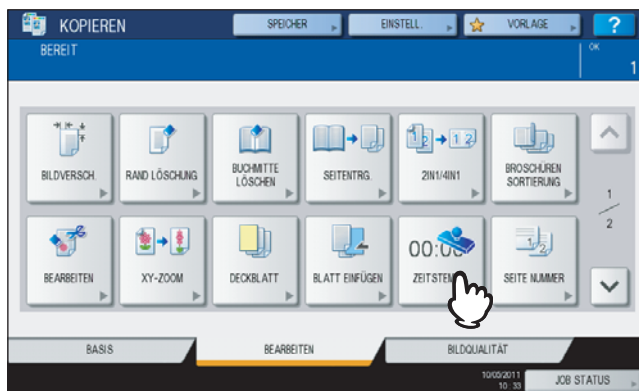 KOPIEREN
SPEICHER
EINSTELL.
VORLAGE
?
BEREIT
OK
1
BILDVERSCH.
RAND LÖSCHUNG
BUCHMITTE
LÖSCHEN
SEITENTRG.
2IN1/4IN1
BROSCHÜREN
SORTIERUNG
1
2
BEARBEITEN
XY-ZOOM
DECKBLATT
BLATT EINFÜGEN
00:00
ZEITSTEM
SEITE NUMMER
BASIS
BEARBEITEN
BILDQUALITÄT
10/05/2011
10:33
JOB STATUS